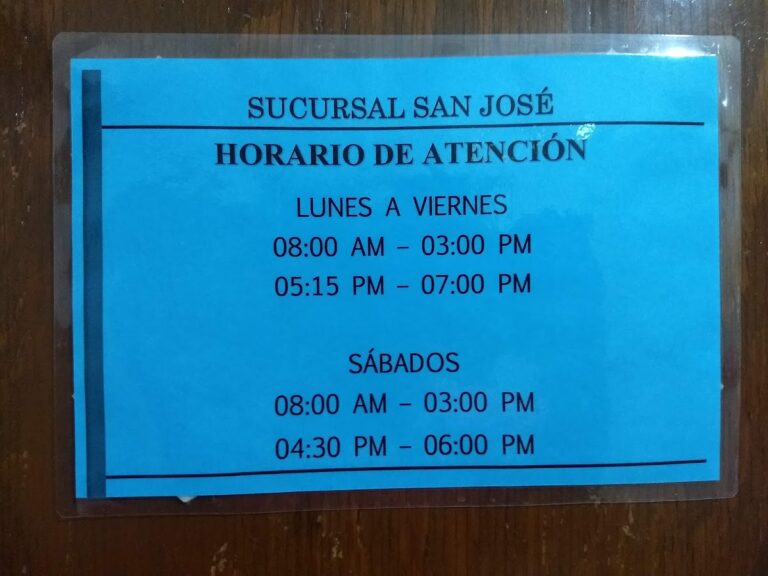 SUCURSAL SAN JOSÉ
HORARIO DE ATENCIÓN
LUNES A VIERNES
08:00 AM – 03:00 PM
05:15 PM – 07:00 PM
SÁBADOS
08:00 AM – 03:00 PM
04:30 PM – 06:00 PM